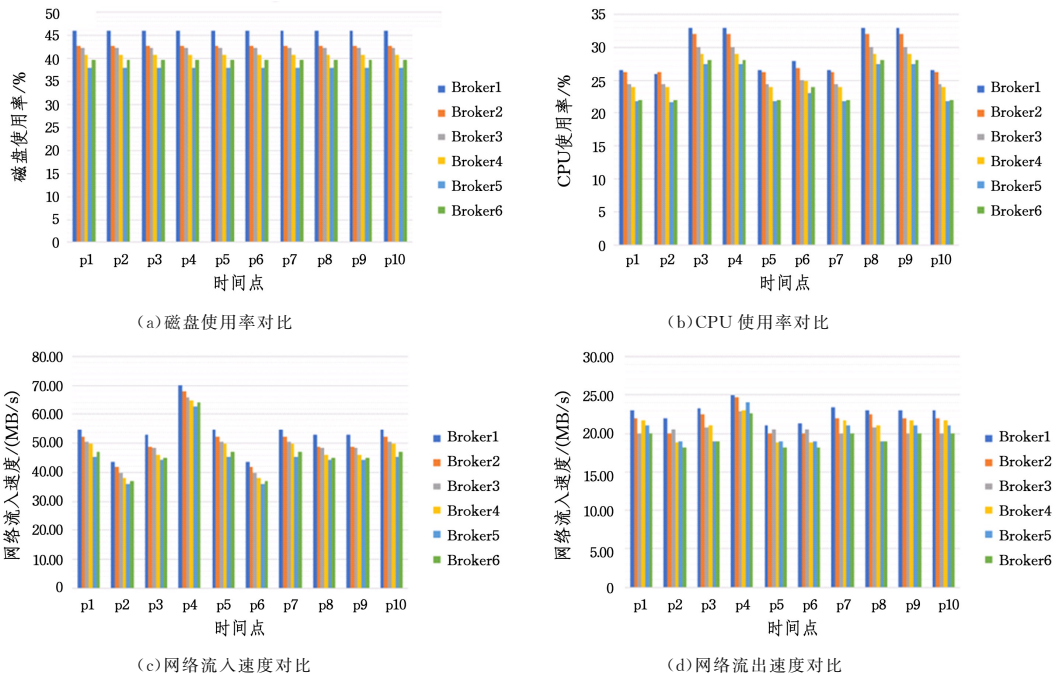 50
45
40
35
30
25
20
15
10
5
0
磁盘使用率/%
p1 p2 p3 p4 p5 p6 p7 p8 p9 p10
时间点
Broker1
Broker2
Broker3
Broker4
Broker5
Broker6
(a)磁盘使用率对比
35
30
25
20
15
10
5
0
CPU使用率/%
p1 p2 p3 p4 p5 p6 p7 p8 p9 p10
时间点
Broker1
Broker2
Broker3
Broker4
Broker5
Broker6
(b)CPU 使用率对比
80.00
70.00
60.00
50.00
40.00
30.00
20.00
10.00
0
网络流入速度/(MB/s)
p1 p2 p3 p4 p5 p6 p7 p8 p9 p10
时间点
Broker1
Broker2
Broker3
Broker4
Broker5
Broker6
(c)网络流入速度对比
30.00
25.00
20.00
15.00
10.00
5.00
0
网络流入速度/(MB/s)
p1 p2 p3 p4 p5 p6 p7 p8 p9 p10
时间点
Broker1
Broker2
Broker3
Broker4
Broker5
Broker6
(d)网络流出速度对比